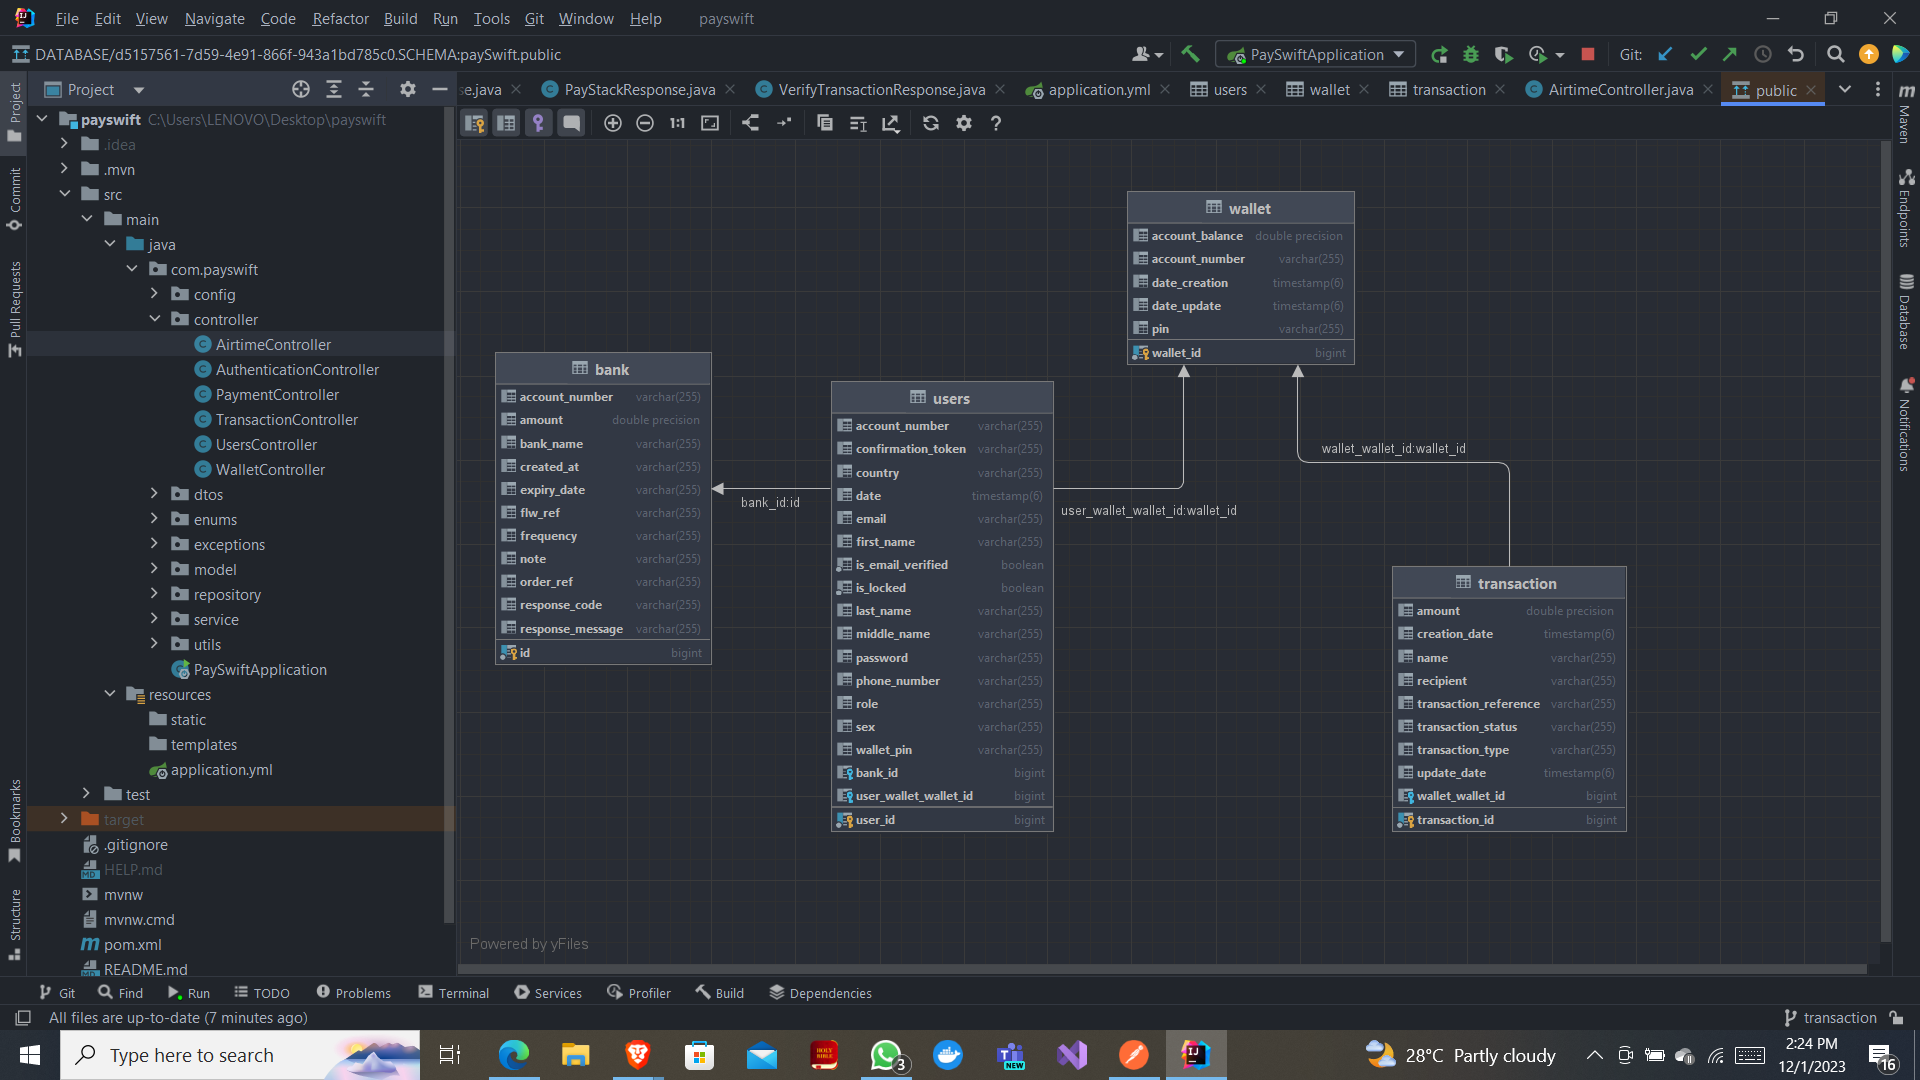 File Edit View Navigate Code Refactor Build Run Tools Git Window Help payswift
DATABASE/d5157561-7d59-4e91-866f-943a1bd785c0.SCHEMA:paySwift.public
PaySwiftApplication
Git:
Project
se.java
PayStackResponse.java
VerifyTransactionResponse.java
application.yml
users
wallet
transaction
AirtimeController.java
public
1:1
?
Project
Commit
Pull Requests
Bookmarks
Structure
payswift C:\Users\LENOVO\Desktop\payswift
.idea
.mvn
src
main
java
com.payswift
config
controller
AirtimeController
AuthenticationController
PaymentController
TransactionController
UsersController
WalletController
dtos
enums
exceptions
model
repository
service
utils
PaySwiftApplication
resources
static
templates
application.yml
test
target
.gitignore
HELP.md
mvnw
mvnw.cmd
pom.xml
README.md
bank
account_number varchar(255)
amount double precision
bank_name varchar(255)
created_at varchar(255)
expiry_date varchar(255)
flw_ref varchar(255)
frequency varchar(255)
note varchar(255)
order_ref varchar(255)
response_code varchar(255)
response_message varchar(255)
id bigint
bank_id:id
users
account_number varchar(255)
confirmation_token varchar(255)
country varchar(255)
date timestamp(6)
email varchar(255)
first_name varchar(255)
is_email_verified boolean
is_locked boolean
last_name varchar(255)
middle_name varchar(255)
password varchar(255)
phone_number varchar(255)
role varchar(255)
sex varchar(255)
wallet_pin varchar(255)
bank_id bigint
user_wallet_wallet_id bigint
user_id bigint
user_wallet_wallet_id:wallet_id
wallet
account_balance double precision
account_number varchar(255)
date_creation timestamp(6)
date_update timestamp(6)
pin varchar(255)
wallet_id bigint
wallet_wallet_id:wallet_id
transaction
amount double precision
creation_date timestamp(6)
name varchar(255)
recipient varchar(255)
transaction_reference varchar(255)
transaction_status varchar(255)
transaction_type varchar(255)
update_date timestamp(6)
wallet_wallet_id bigint
transaction_id bigint
Powered by yFiles
Maven
Endpoints
Database
Notifications
Git Find Run TODO Problems Terminal Services Profiler Build Dependencies
All files are up-to-date (7 minutes ago)
transaction
Type here to search
3
NEW
28°C Partly cloudy
2:24 PM
12/1/2023
16